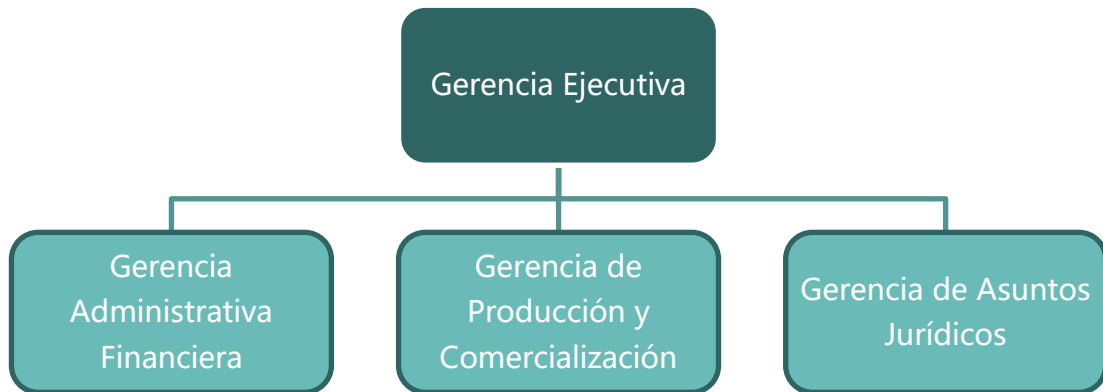 Gerencia Ejecutiva
Gerencia
Administrativa
Financiera
Gerencia de
Producción y
Comercialización
Gerencia de Asuntos
Jurídicos